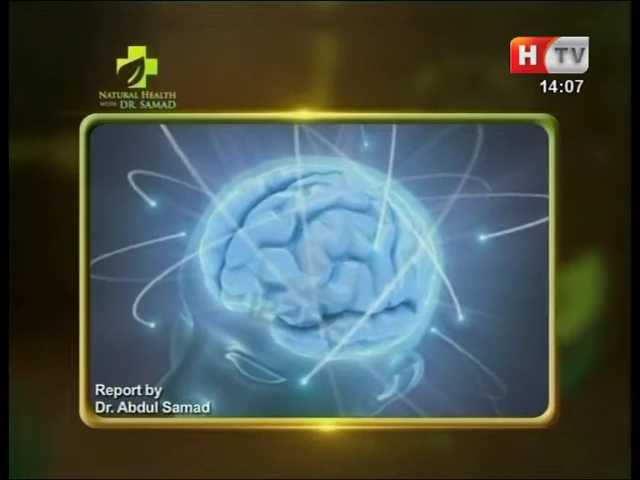 NATURAL HEALTH
WITH DR. SAMAD
HTV
14:07
Report by
Dr. Abdul Samad